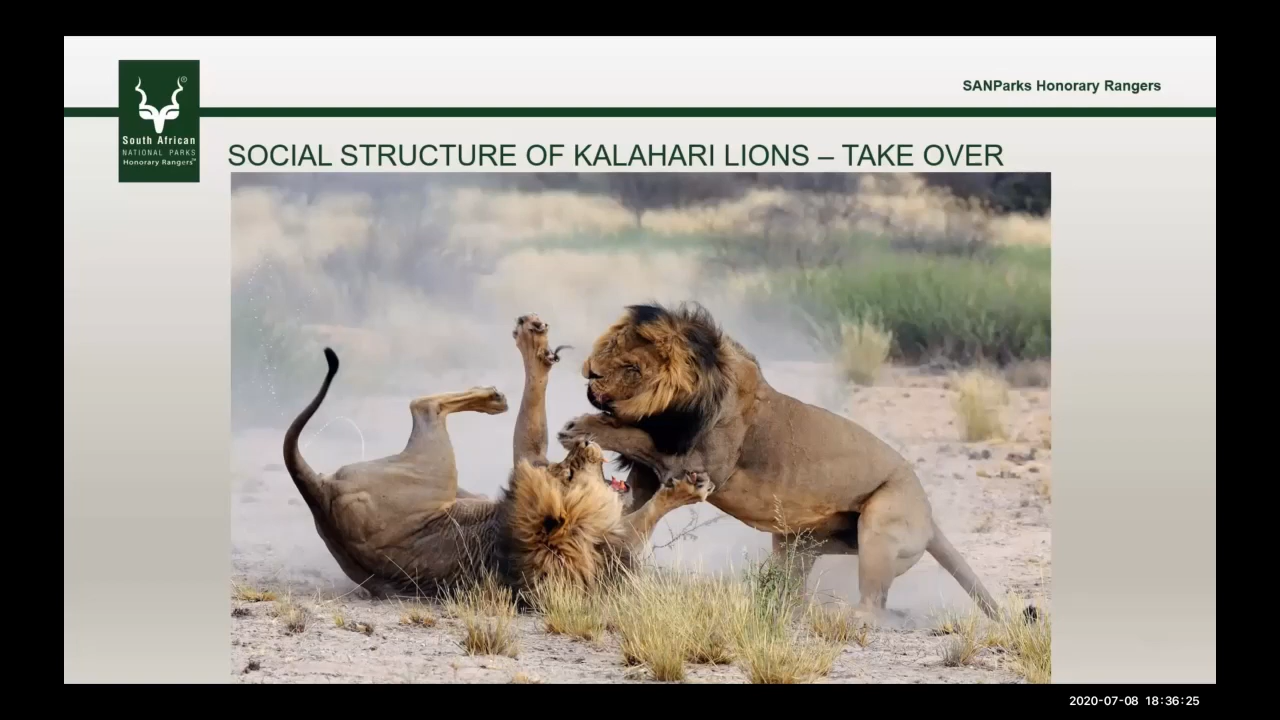 SANParks Honorary Rangers
®
South African
NATIONAL PARKS
Honorary Rangers™
SOCIAL STRUCTURE OF KALAHARI LIONS – TAKE OVER
2020-07-08 18:36:25